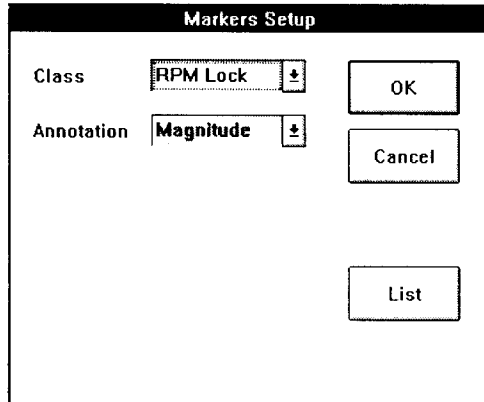 Markers Setup
Class RPM Lock OK
Annotation Magnitude
Cancel
List